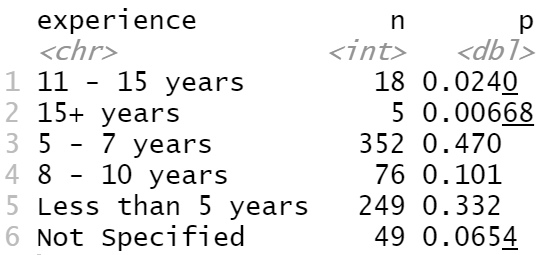 experience n p
<chr> <int> <dbl>
1 11 - 15 years 18 0.0240
2 15+ years 5 0.00668
3 5 - 7 years 352 0.470
4 8 - 10 years 76 0.101
5 Less than 5 years 249 0.332
6 Not Specified 49 0.0654